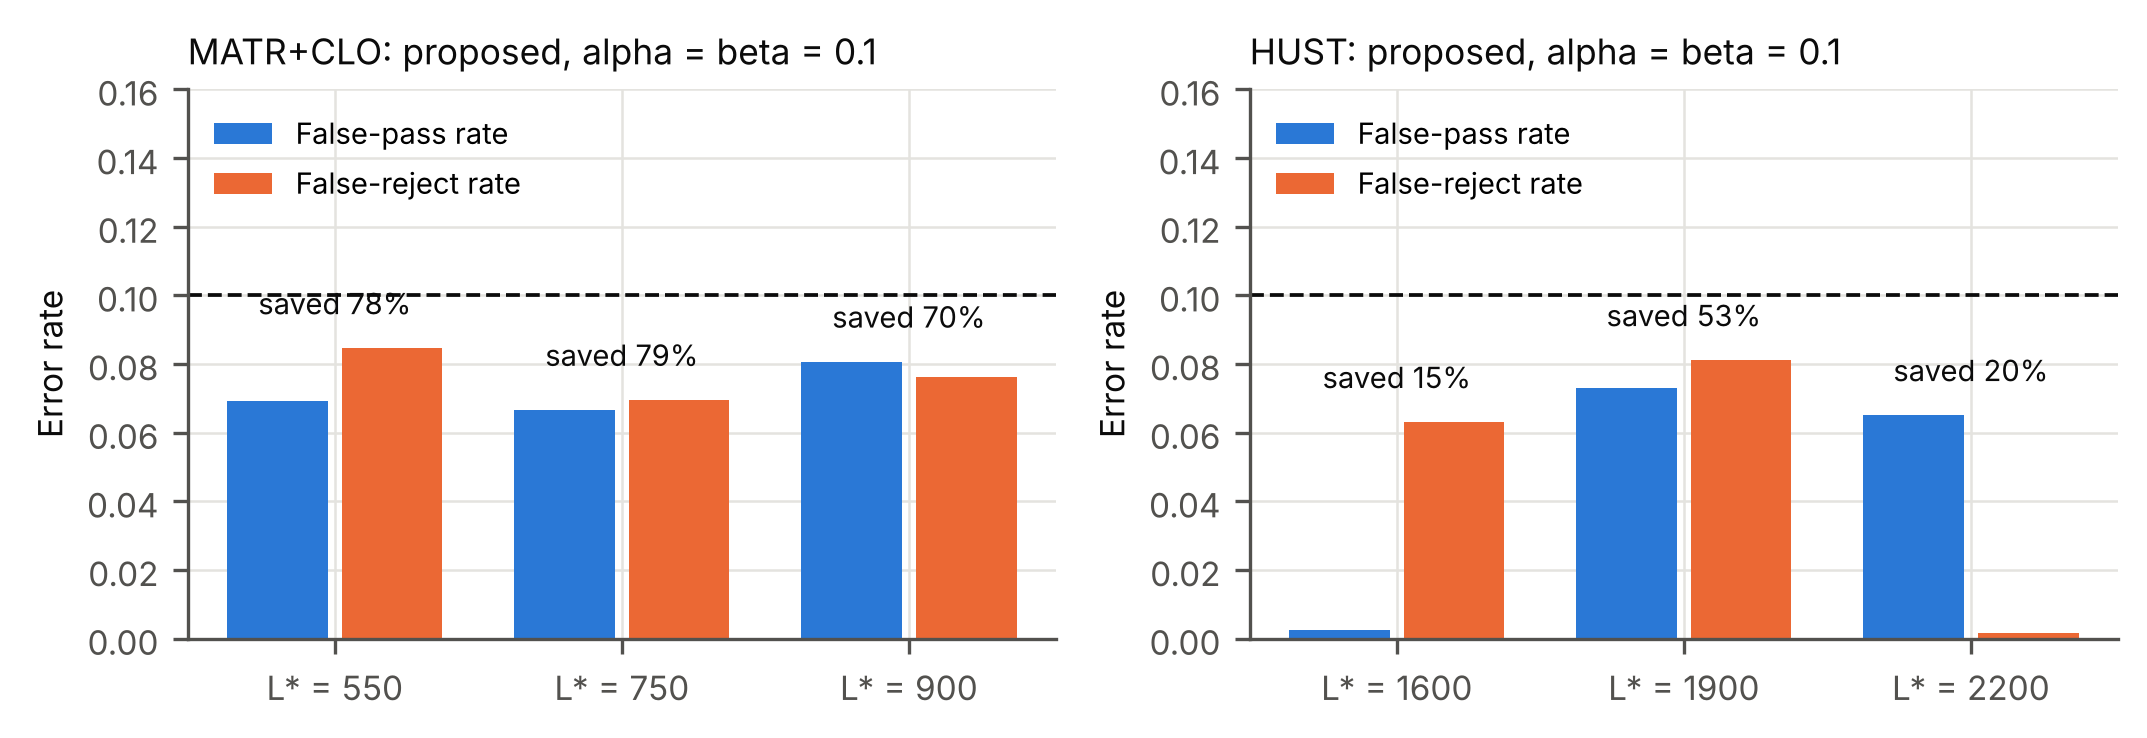 MATR+CLO: proposed, alpha = beta = 0.1
Error rate
0.16
0.14
0.12
0.10
0.08
0.06
0.04
0.02
0.00
False-pass rate
False-reject rate
saved 78%
saved 79%
saved 70%
L* = 550
L* = 750
L* = 900
HUST: proposed, alpha = beta = 0.1
Error rate
0.16
0.14
0.12
0.10
0.08
0.06
0.04
0.02
0.00
False-pass rate
False-reject rate
saved 15%
saved 53%
saved 20%
L* = 1600
L* = 1900
L* = 2200